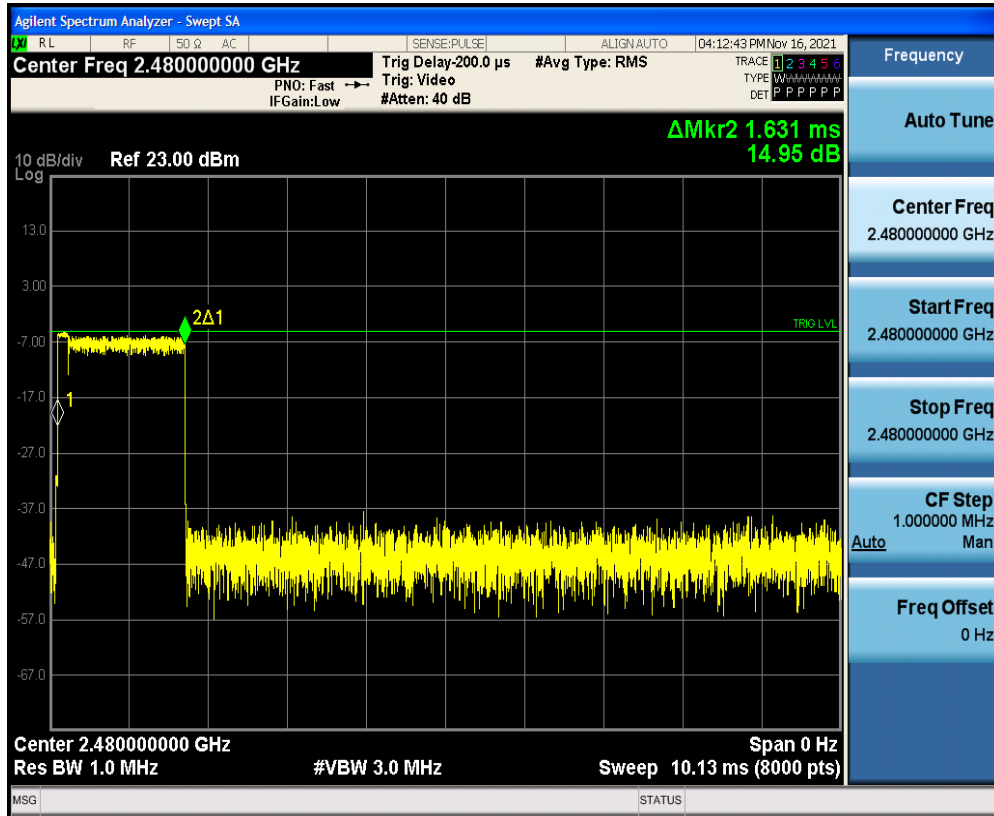 Agilent Spectrum Analyzer - Swept SA
LXI RL RF 50 Ω AC SENSE:PULSE ALIGNAUTO 04:12:43 PMNov 16, 2021
Center Freq 2.480000000 GHz
PNO: Fast
IFGain:Low
Trig Delay-200.0 µs
Trig: Video
#Atten: 40 dB
#Avg Type: RMS
TRACE 1 2 3 4 5 6
TYPE WWWWWW
DET P P P P P P
ΔMkr2 1.631 ms
14.95 dB
10 dB/div Ref 23.00 dBm
Log
13.0
3.00
-7.00
-17.0
-27.0
-37.0
-47.0
-57.0
-67.0
2Δ1
1
TRIG LVL
Center 2.480000000 GHz Span 0 Hz
Res BW 1.0 MHz #VBW 3.0 MHz Sweep 10.13 ms (8000 pts)
MSG STATUS
Frequency
Auto Tune
Center Freq
2.480000000 GHz
Start Freq
2.480000000 GHz
Stop Freq
2.480000000 GHz
CF Step
1.000000 MHz
Auto Man
Freq Offset
0 Hz